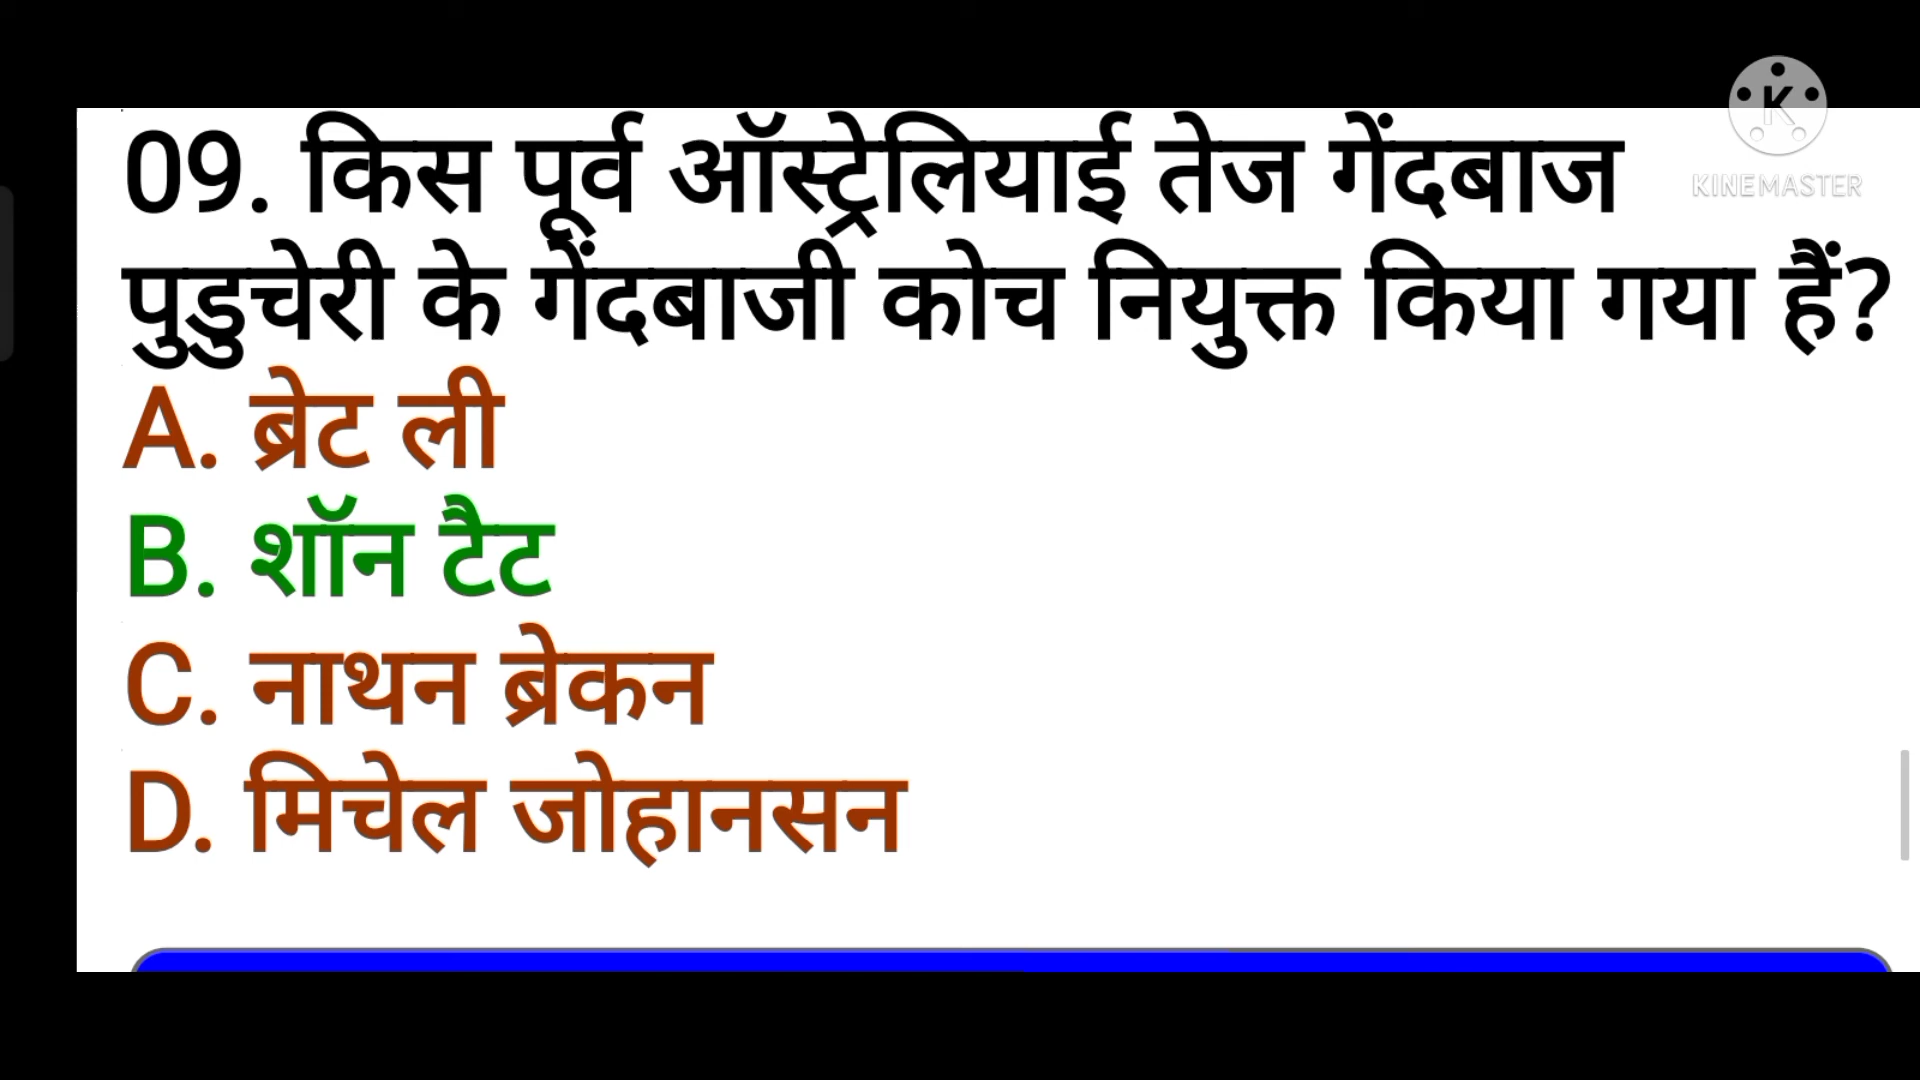 09. किस पूर्व ऑस्ट्रेलियाई तेज गेंदबाज
पुडुचेरी के गेंदबाजी कोच नियुक्त किया गया हैं?
A. ब्रेट ली
B. शॉन टैट
C. नाथन ब्रेकन
D. मिचेल जोहानसन
K
KINEMASTER